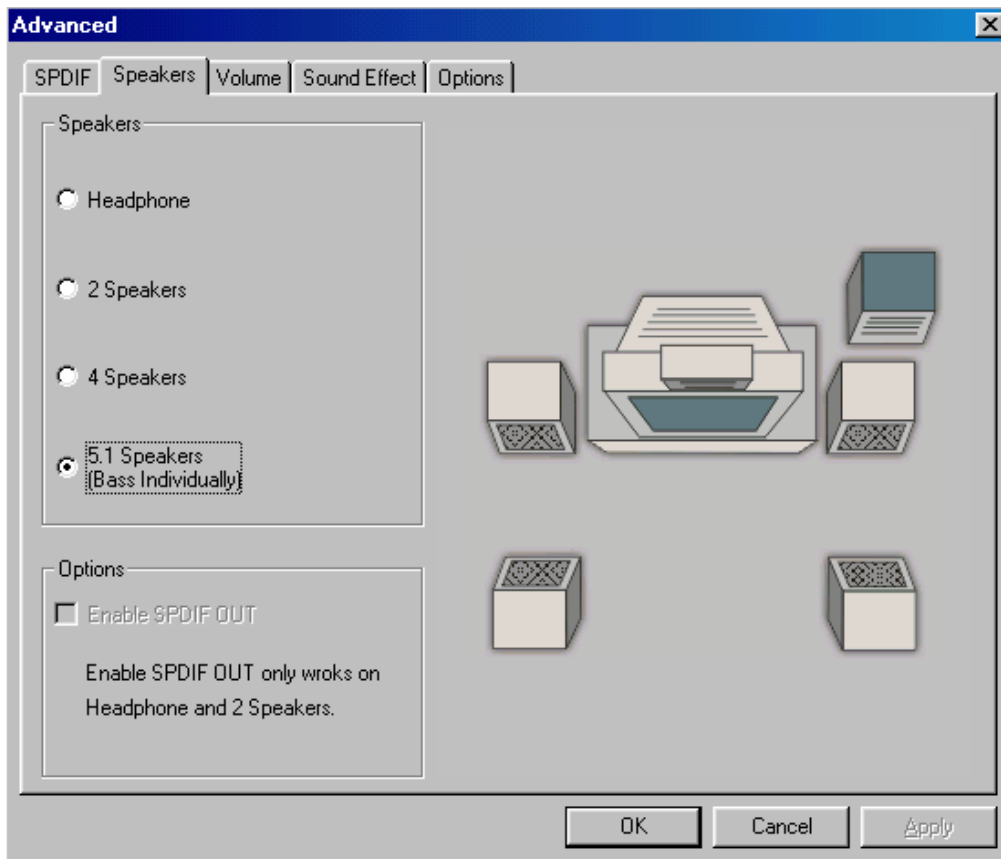 Advanced
SPDIF Speakers Volume Sound Effect Options
Speakers
Headphone
2 Speakers
4 Speakers
5.1 Speakers
(Bass Individually)
Options
Enable SPDIF OUT
Enable SPDIF OUT only wroks on
Headphone and 2 Speakers.
OK Cancel Apply